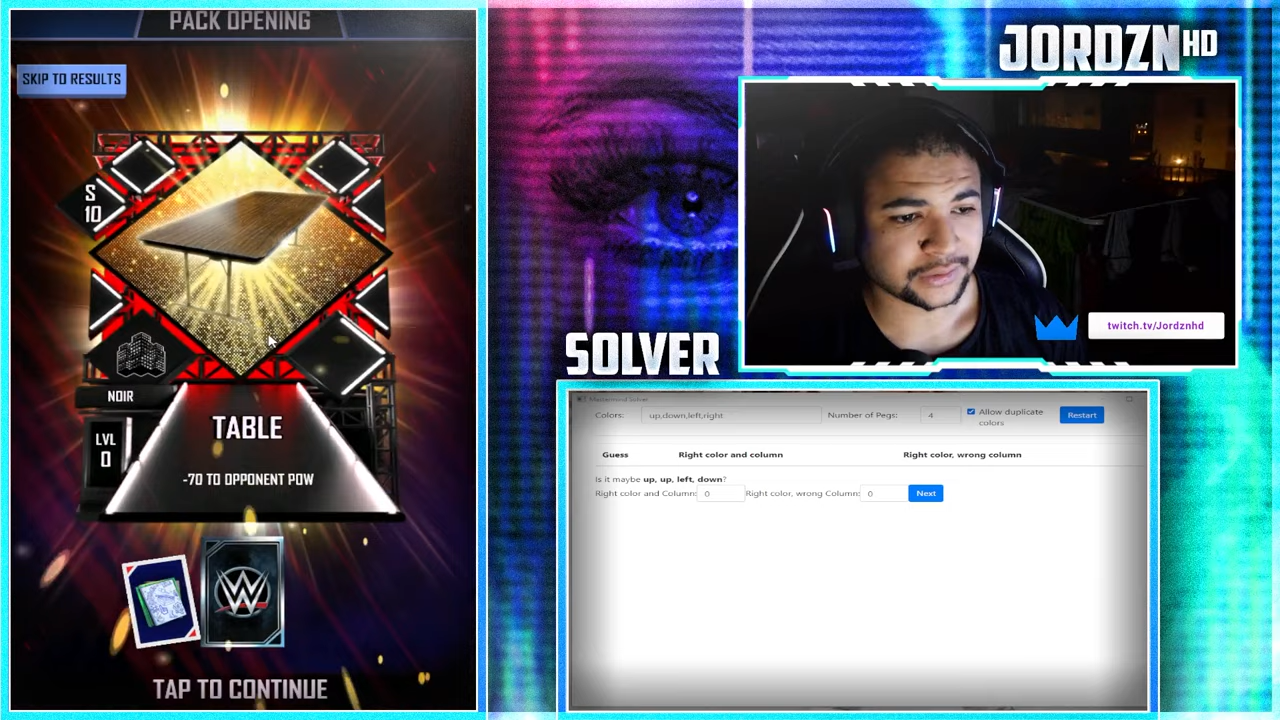 PACK OPENING
SKIP TO RESULTS
S
10
NOIR
LVL
0
TABLE
-70 TO OPPONENT POW
W
TAP TO CONTINUE
JORDZNHD
twitch.tv/Jordznhd
SOLVER
Mastermind Solver
Colors: up,down,left,right Number of Pegs: 4 Allow duplicate colors Restart
Guess Right color and column Right color, wrong column
Is it maybe up, up, left, down?
Right color and Column: 0 Right color, wrong Column: 0 Next